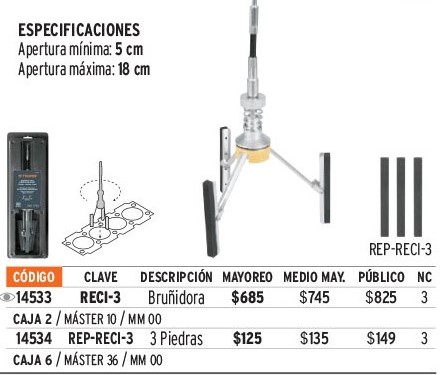 ESPECIFICACIONES
Apertura mínima: 5 cm
Apertura máxima: 18 cm
REP-RECI-3
CÓDIGO CLAVE DESCRIPCIÓN MAYOREO MEDIO MAY. PÚBLICO NC
14533 RECI-3 Bruñidora $685 $745 $825 3
CAJA 2 / MÁSTER 10 / MM 00
14534 REP-RECI-3 3 Piedras $125 $135 $149 3
CAJA 6 / MÁSTER 36 / MM 00